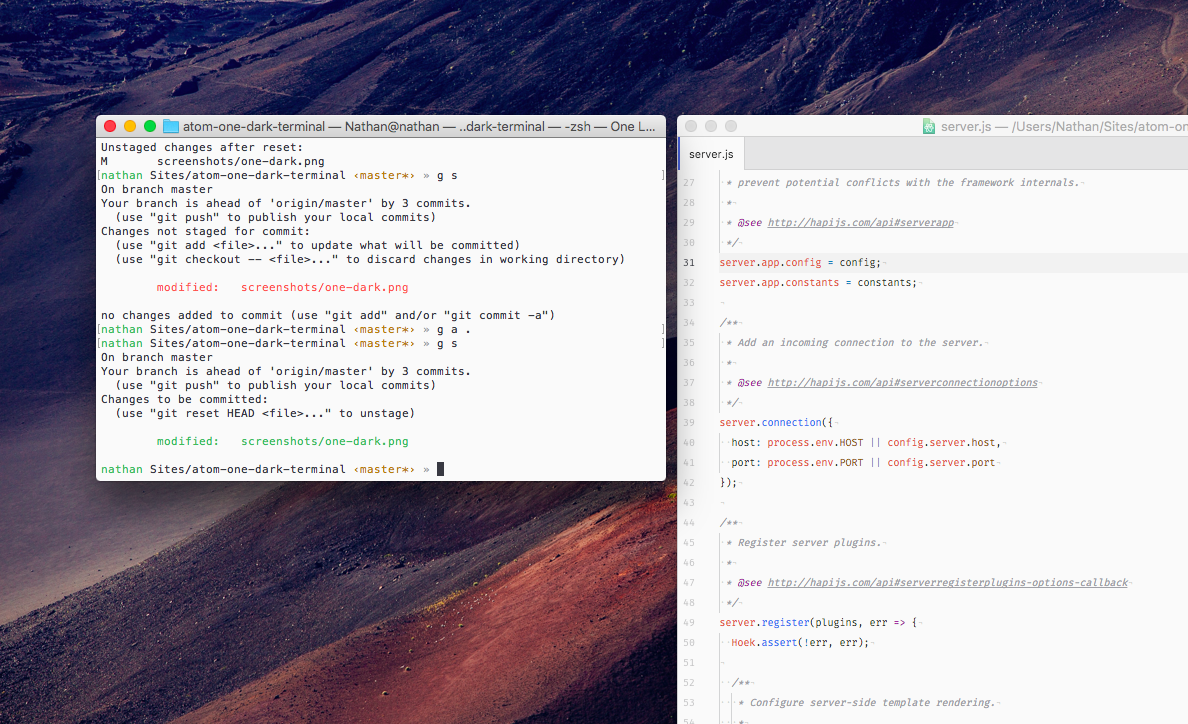 atom-one-dark-terminal — Nathan@nathan — ..dark-terminal — -zsh — One L...
Unstaged changes after reset:
M       screenshots/one-dark.png
[nathan Sites/atom-one-dark-terminal ‹master*› » g s ]
On branch master
Your branch is ahead of 'origin/master' by 3 commits.
  (use "git push" to publish your local commits)
Changes not staged for commit:
  (use "git add <file>..." to update what will be committed)
  (use "git checkout -- <file>..." to discard changes in working directory)
        modified:   screenshots/one-dark.png
no changes added to commit (use "git add" and/or "git commit -a")
[nathan Sites/atom-one-dark-terminal ‹master*› » g a . ]
[nathan Sites/atom-one-dark-terminal ‹master*› » g s ]
On branch master
Your branch is ahead of 'origin/master' by 3 commits.
  (use "git push" to publish your local commits)
Changes to be committed:
  (use "git reset HEAD <file>..." to unstage)
        modified:   screenshots/one-dark.png
nathan Sites/atom-one-dark-terminal ‹master*› »
server.js — /Users/Nathan/Sites/atom-on
server.js
27 * prevent potential conflicts with the framework internals.¬
28 *¬
29 * @see http://hapijs.com/api#serverapp¬
30 */¬
31 server.app.config = config;¬
32 server.app.constants = constants;¬
33 ¬
34 /**¬
35 * Add an incoming connection to the server.¬
36 *¬
37 * @see http://hapijs.com/api#serverconnectionoptions¬
38 */¬
39 server.connection({¬
40 host: process.env.HOST || config.server.host,¬
41 port: process.env.PORT || config.server.port¬
42 });¬
43 ¬
44 /**¬
45 * Register server plugins.¬
46 *¬
47 * @see http://hapijs.com/api#serverregisterplugins-options-callback¬
48 */¬
49 server.register(plugins, err => {¬
50 Hoek.assert(!err, err);¬
51 ¬
52 /**¬
53 * Configure server-side template rendering.¬
54 *¬